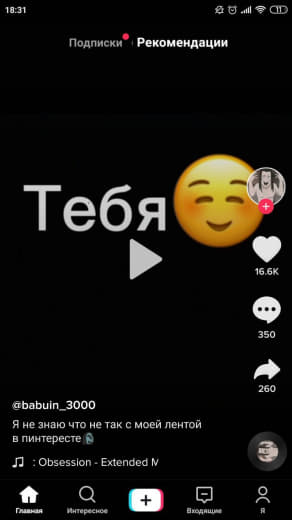 18:31
11
Подписки Рекомендации
Тебя
16.6K
350
260
@babuin_3000
Я не знаю что не так с моей лентой
в пинтересте
: Obsession - Extended M
Главная Интересное Входящие Я